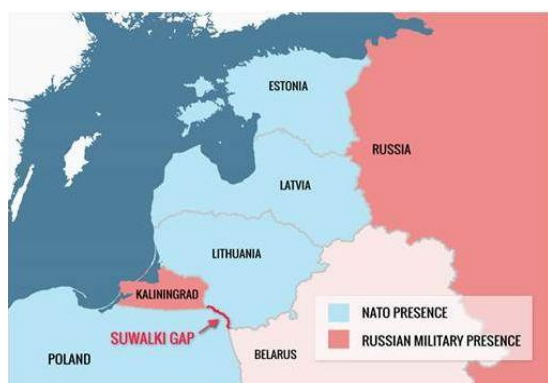 ESTONIA
RUSSIA
LATVIA
LITHUANIA
KALININGRAD
SUWALKI GAP
POLAND
BELARUS
NATO PRESENCE
RUSSIAN MILITARY PRESENCE